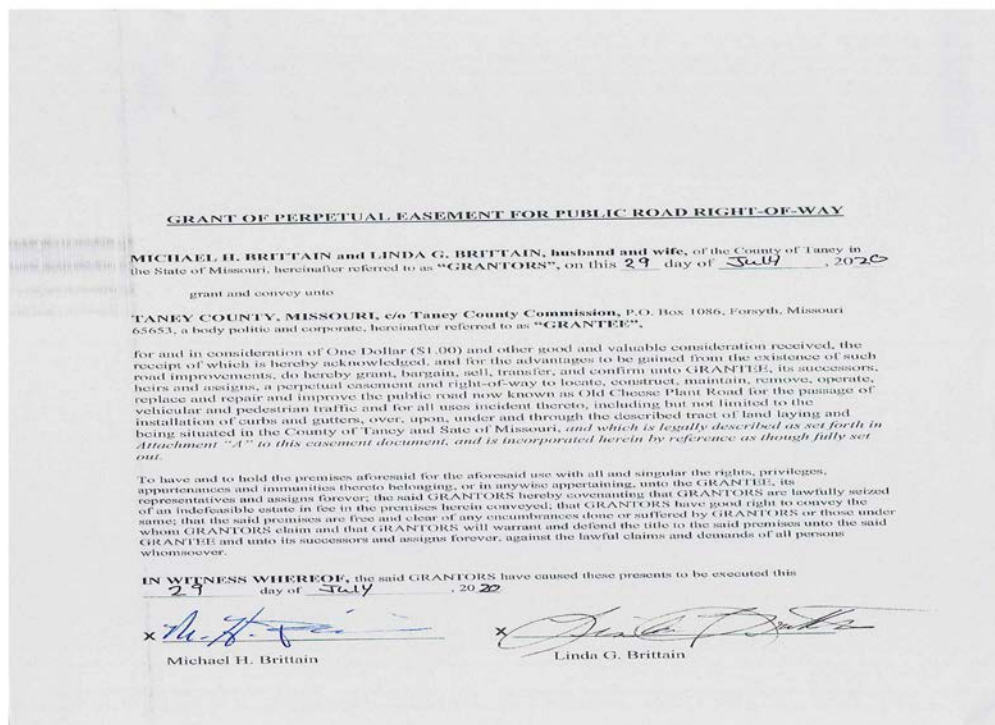 GRANT OF PERPETUAL EASEMENT FOR PUBLIC ROAD RIGHT-OF-WAY
MICHAEL H. BRITTAIN and LINDA G. BRITTAIN, husband and wife, of the County of Taney in
the State of Missouri, hereinafter referred to as “GRANTORS”, on this 29 day of July , 2020
grant and convey unto
TANEY COUNTY, MISSOURI, c/o Taney County Commission, P.O. Box 1086, Forsyth, Missouri
65653, a body politic and corporate, hereinafter referred to as “GRANTEE”,
for and in consideration of One Dollar ($1.00) and other good and valuable consideration received, the
receipt of which is hereby acknowledged, and for the advantages to be gained from the existence of such
road improvements, do hereby grant, bargain, sell, transfer, and confirm unto GRANTEE, its successors,
heirs and assigns, a perpetual easement and right-of-way to locate, construct, maintain, remove, operate,
replace and repair and improve the public road now known as Old Cheese Plant Road for the passage of
vehicular and pedestrian traffic and for all uses incident thereto, including but not limited to the
installation of curbs and gutters, over, upon, under and through the described tract of land laying and
being situated in the County of Taney and Sate of Missouri, and which is legally described as set forth in
Attachment “A” to this easement document, and is incorporated herein by reference as though fully set
out.
To have and to hold the premises aforesaid for the aforesaid use with all and singular the rights, privileges,
appurtenances and immunities thereto belonging, or in anywise appertaining, unto the GRANTEE, its
representatives and assigns forever; the said GRANTORS hereby covenanting that GRANTORS are lawfully seized
of an indefeasible estate in fee in the premises herein conveyed; that GRANTORS have good right to convey the
same; that the said premises are free and clear of any encumbrances done or suffered by GRANTORS or those under
whom GRANTORS claim and that GRANTORS will warrant and defend the title to the said premises unto the said
GRANTEE and unto its successors and assigns forever, against the lawful claims and demands of all persons
whomsoever.
IN WITNESS WHEREOF, the said GRANTORS have caused these presents to be executed this
29 day of July , 2020
x M. H.
x Linda
Michael H. Brittain
Linda G. Brittain